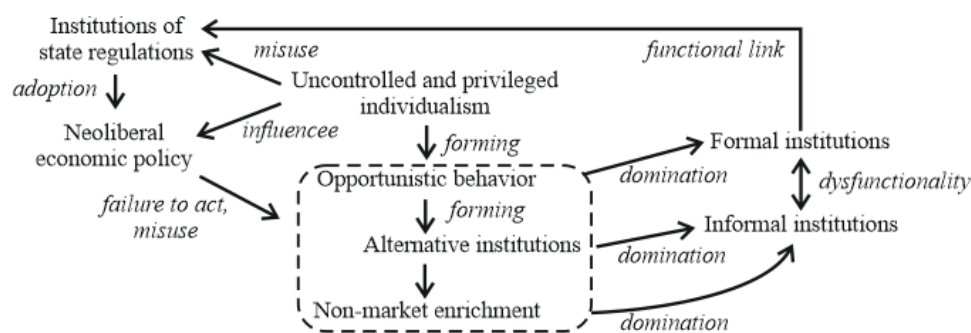 Institutions of
state regulations
misuse
functional link
adoption
Uncontrolled and privileged
individualism
Neoliberal
economic policy
influencee
forming
Formal institutions
Opportunistic behavior
domination
dysfunctionality
failure to act,
misuse
forming
Informal institutions
Alternative institutions
domination
Non-market enrichment
domination